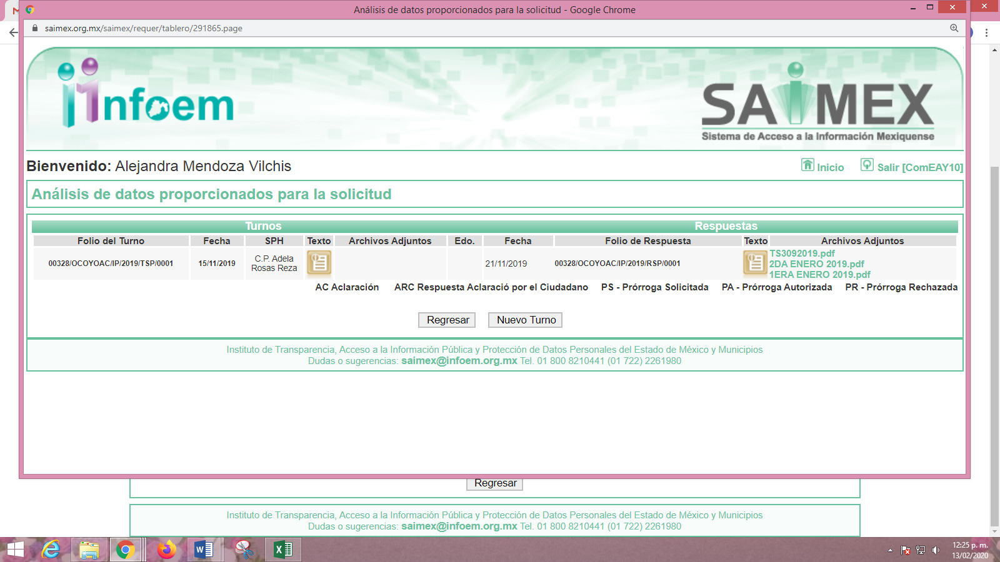 Análisis de datos proporcionados para la solicitud - Google Chrome
saimex.org.mx/saimex/requer/tablero/291865.page
infoem
SAIMEX
Sistema de Acceso a la Información Mexiquense
Bienvenido: Alejandra Mendoza Vilchis
Inicio Salir [ComEAY10]
Análisis de datos proporcionados para la solicitud
Turnos Respuestas
Folio del Turno Fecha SPH Texto Archivos Adjuntos Edo. Fecha Folio de Respuesta Texto Archivos Adjuntos
00328/OCOYOAC/IP/2019/TSP/0001 15/11/2019 C.P. Adela Rosas Reza 21/11/2019 00328/OCOYOAC/IP/2019/RSP/0001 TS3092019.pdf
2DA ENERO 2019.pdf
1ERA ENERO 2019.pdf
AC Aclaración ARC Respuesta Aclaració por el Ciudadano PS - Prórroga Solicitada PA - Prórroga Autorizada PR - Prórroga Rechazada
Regresar Nuevo Turno
Instituto de Transparencia, Acceso a la Información Pública y Protección de Datos Personales del Estado de México y Municipios
Dudas o sugerencias: saimex@infoem.org.mx Tel. 01 800 8210441 (01 722) 2261980
Regresar
Instituto de Transparencia, Acceso a la Información Pública y Protección de Datos Personales del Estado de México y Municipios
Dudas o sugerencias: saimex@infoem.org.mx Tel. 01 800 8210441 (01 722) 2261980
12:25 p. m.
13/02/2020